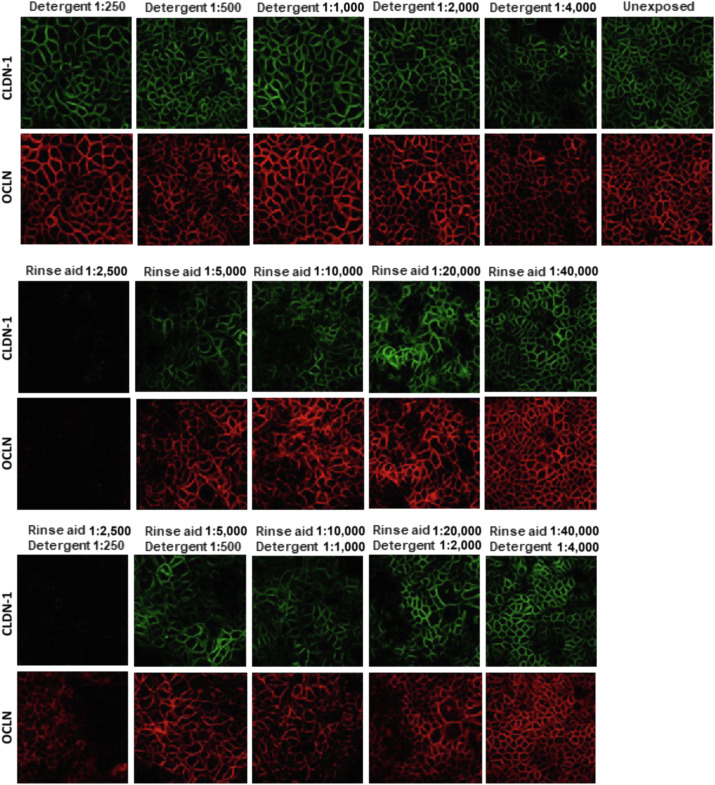 Detergent 1:250 Detergent 1:500 Detergent 1:1,000 Detergent 1:2,000 Detergent 1:4,000 Unexposed
CLDN-1
OCLN
Rinse aid 1:2,500 Rinse aid 1:5,000 Rinse aid 1:10,000 Rinse aid 1:20,000 Rinse aid 1:40,000
CLDN-1
OCLN
Rinse aid 1:2,500 Rinse aid 1:5,000 Rinse aid 1:10,000 Rinse aid 1:20,000 Rinse aid 1:40,000
Detergent 1:250 Detergent 1:500 Detergent 1:1,000 Detergent 1:2,000 Detergent 1:4,000
CLDN-1
OCLN